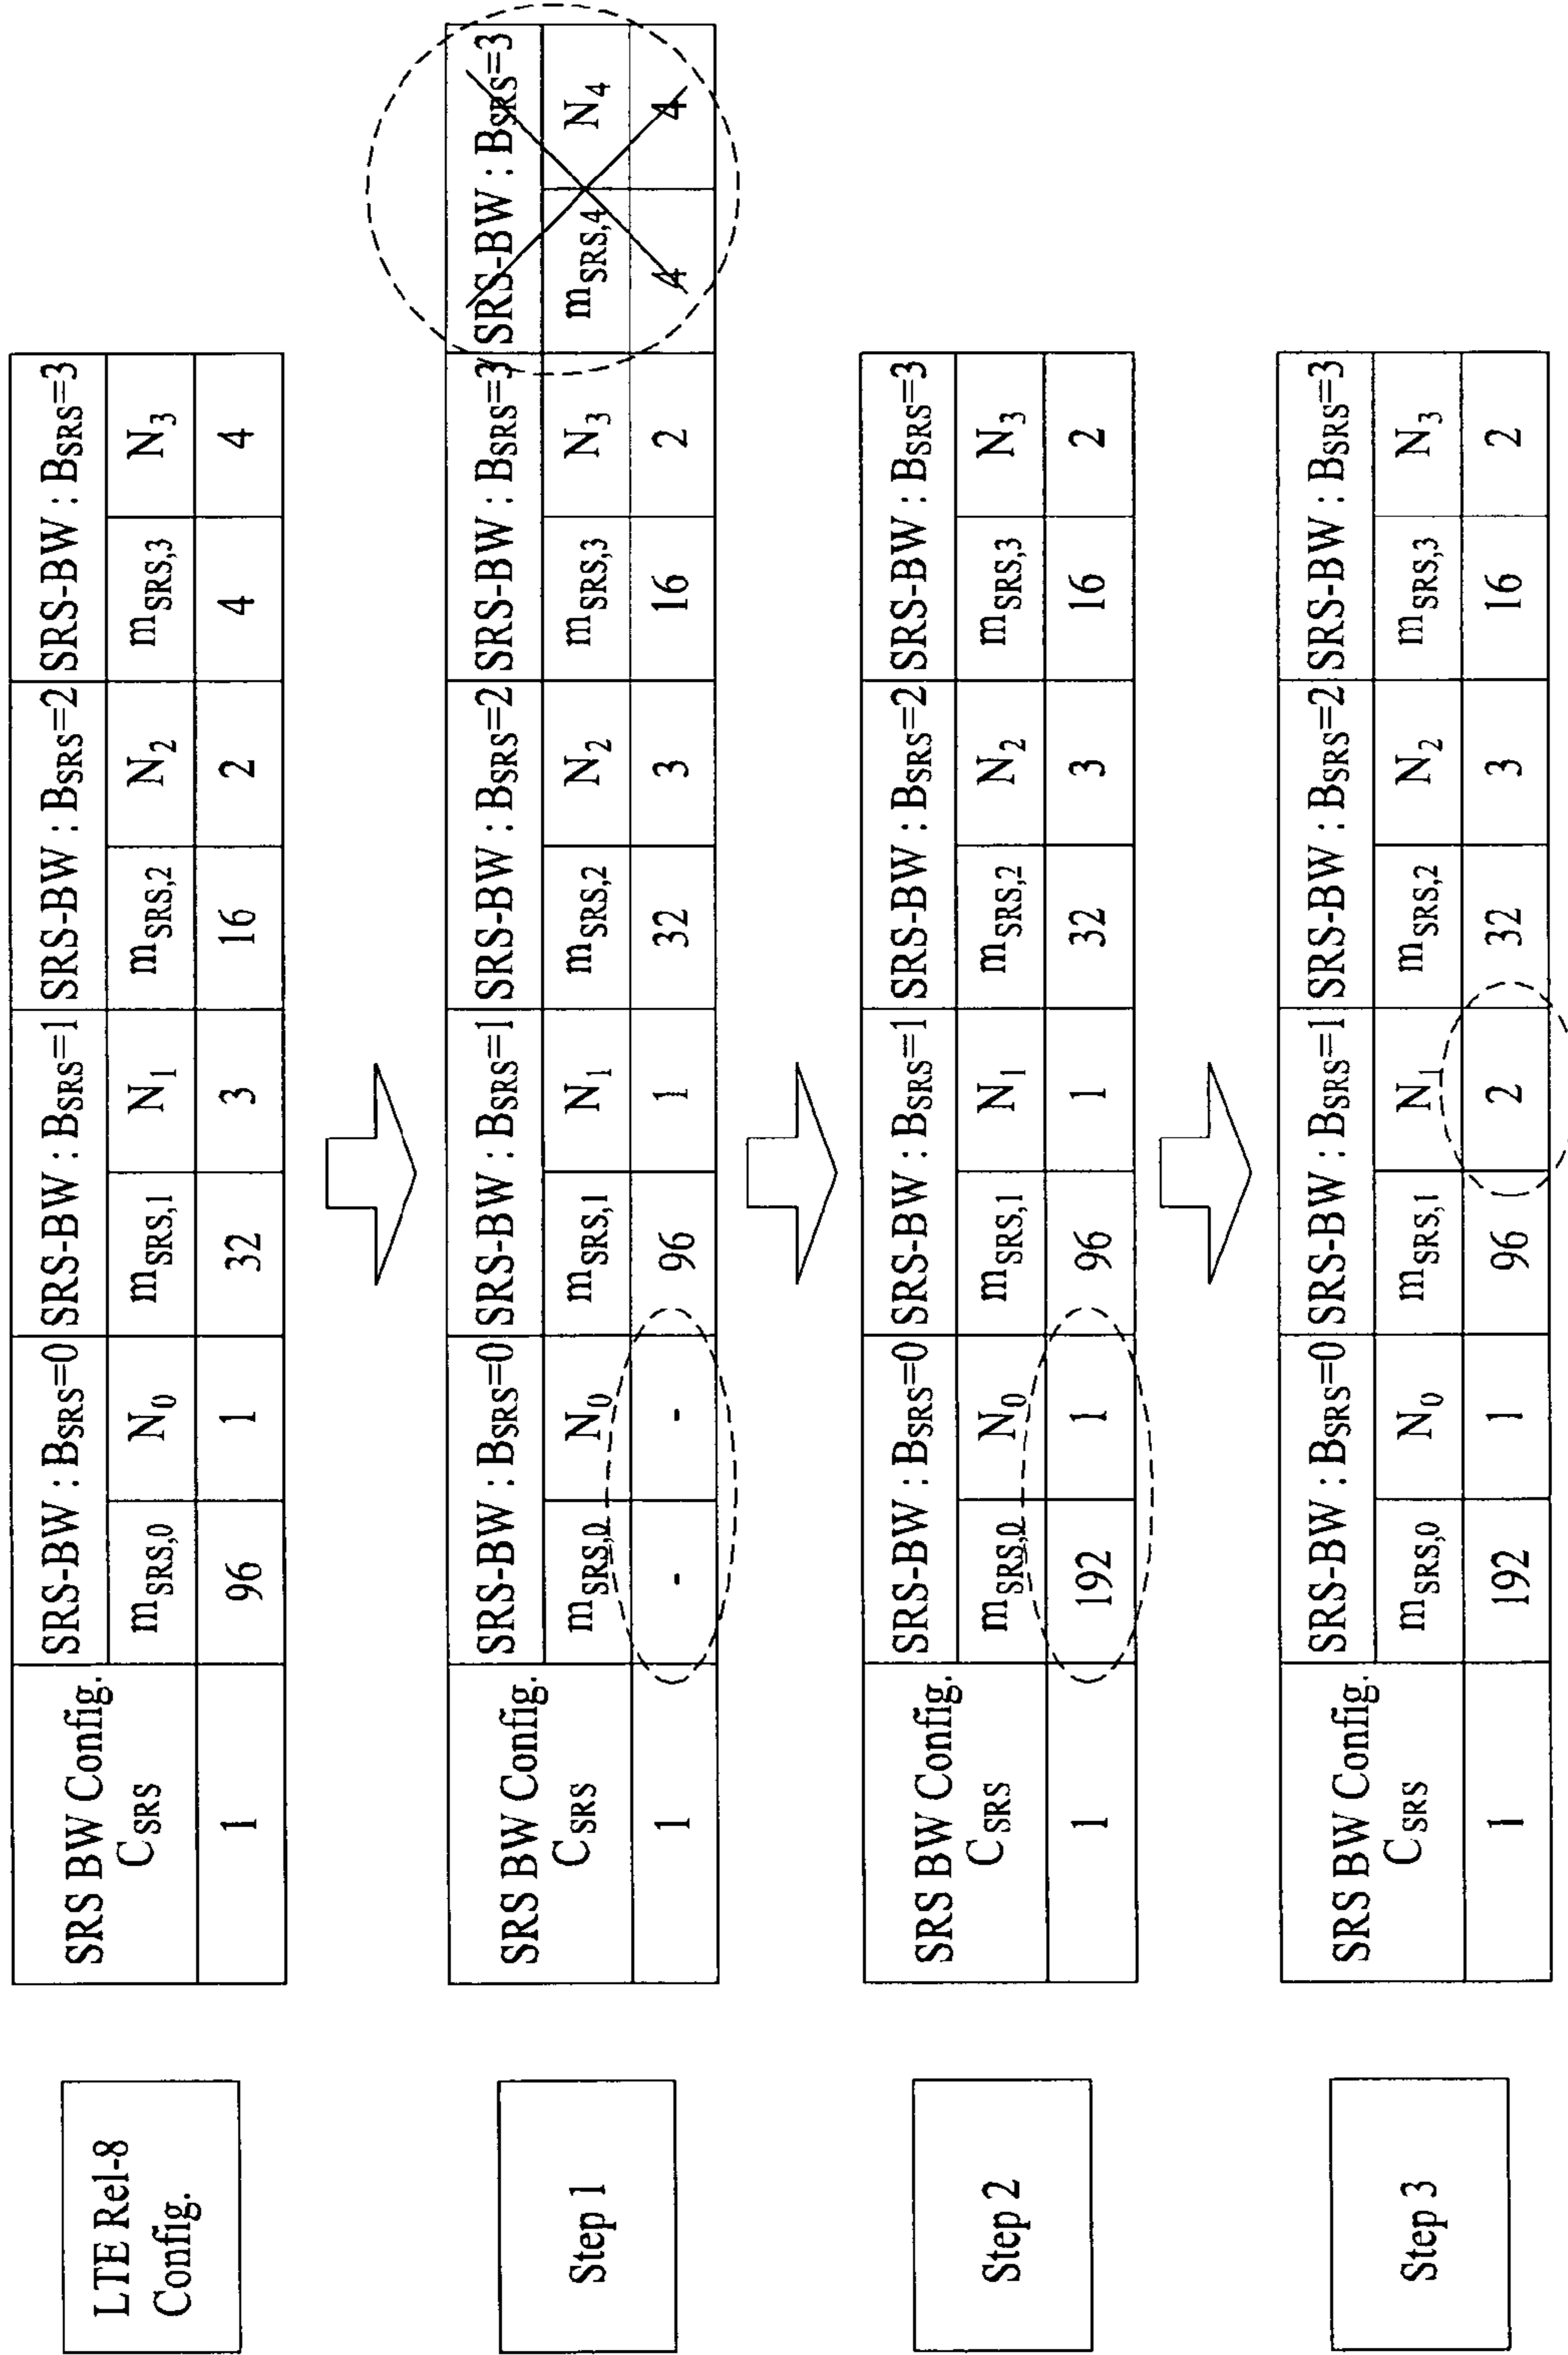 LTE Rel-8
Config.
SRS BW Config.
C_SRS
SRS-BW : B_SRS=0
SRS-BW : B_SRS=1
SRS-BW : B_SRS=2
SRS-BW : B_SRS=3
m_SRS,0 N_0 m_SRS,1 N_1 m_SRS,2 N_2 m_SRS,3 N_3
1 96 1 32 3 16 2 4 4
Step 1
SRS BW Config.
C_SRS
SRS-BW : B_SRS=0
SRS-BW : B_SRS=1
SRS-BW : B_SRS=2
SRS-BW : B_SRS=3
SRS-BW : B_SRS=3
m_SRS,0 N_0 m_SRS,1 N_1 m_SRS,2 N_2 m_SRS,3 N_3 m_SRS,4 N_4
1 - - 96 1 32 3 16 2 4 4
Step 2
SRS BW Config.
C_SRS
SRS-BW : B_SRS=0
SRS-BW : B_SRS=1
SRS-BW : B_SRS=2
SRS-BW : B_SRS=3
m_SRS,0 N_0 m_SRS,1 N_1 m_SRS,2 N_2 m_SRS,3 N_3
1 192 1 96 1 32 3 16 2
Step 3
SRS BW Config.
C_SRS
SRS-BW : B_SRS=0
SRS-BW : B_SRS=1
SRS-BW : B_SRS=2
SRS-BW : B_SRS=3
m_SRS,0 N_0 m_SRS,1 N_1 m_SRS,2 N_2 m_SRS,3 N_3
1 192 1 96 2 32 3 16 2